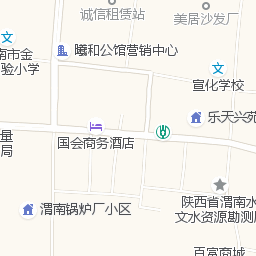 诚信租赁站
美居沙发厂
曦和公馆营销中心
南市金
验小学
宣化学校
乐天兴苑
量
局
国会商务酒店
陕西省渭南水
文水资源勘测局
渭南锅炉厂小区
百富商城